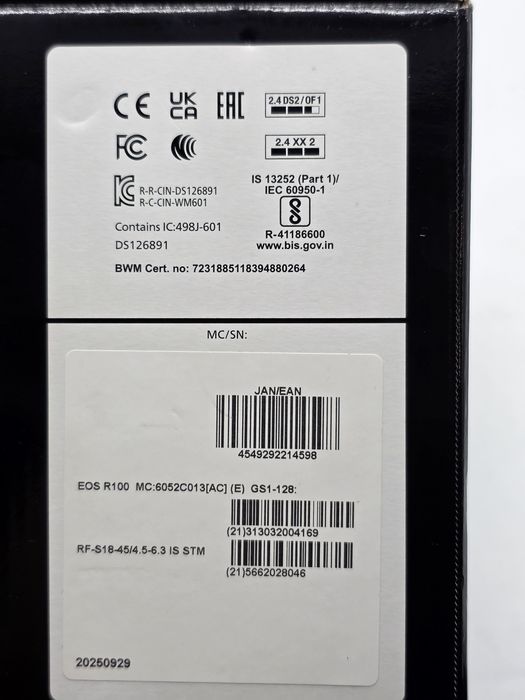 CE UK CA EAC 2.4 DS2/OF1
FC 2.4 XX 2
R-R-CIN-DS126891
R-C-CIN-WM601
IS 13252 (Part 1)/
IEC 60950-1
Contains IC:498J-601
DS126891
R-41186600
www.bis.gov.in
BWM Cert. no: 7231885118394880264
MC/SN:
JAN/EAN
4549292214598
EOS R100 MC:6052C013[AC] (E) GS1-128:
(21)313032004169
RF-S18-45/4.5-6.3 IS STM
(21)5662028046
20250929